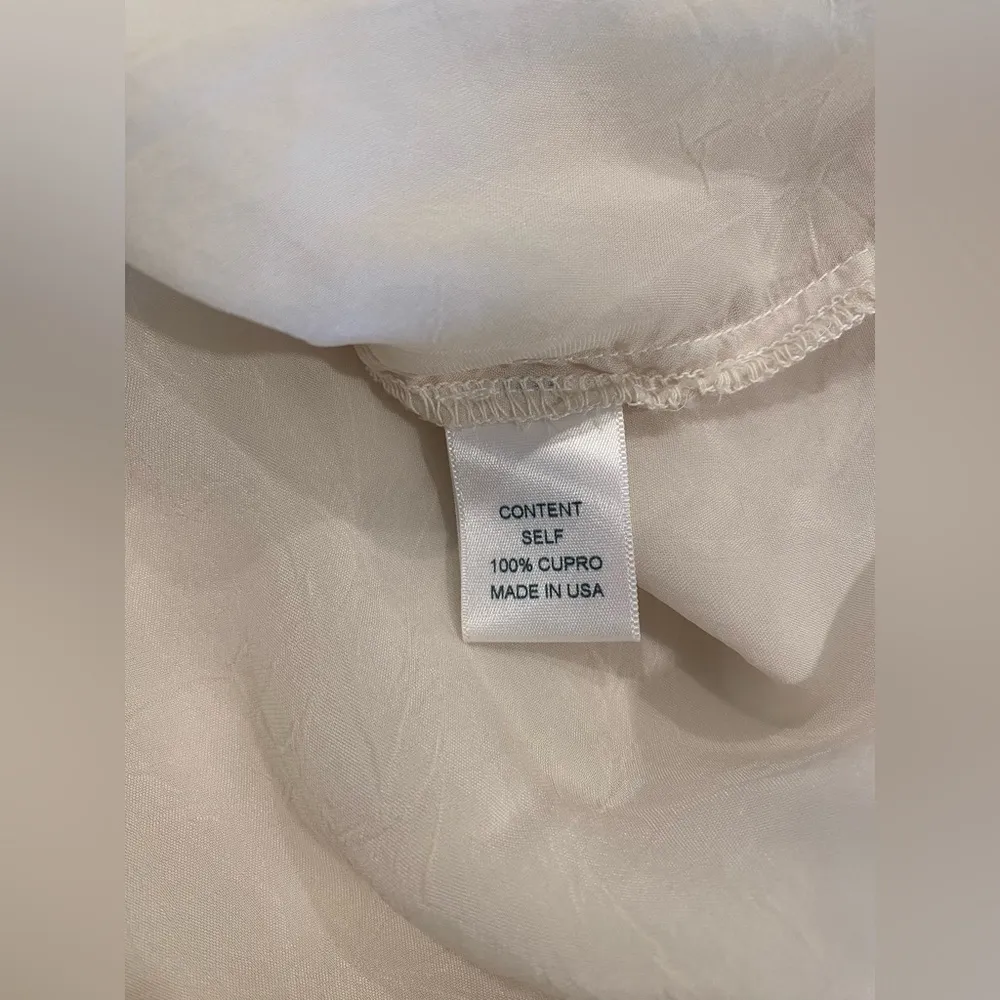 CONTENT
SELF
100% CUPRO
MADE IN USA